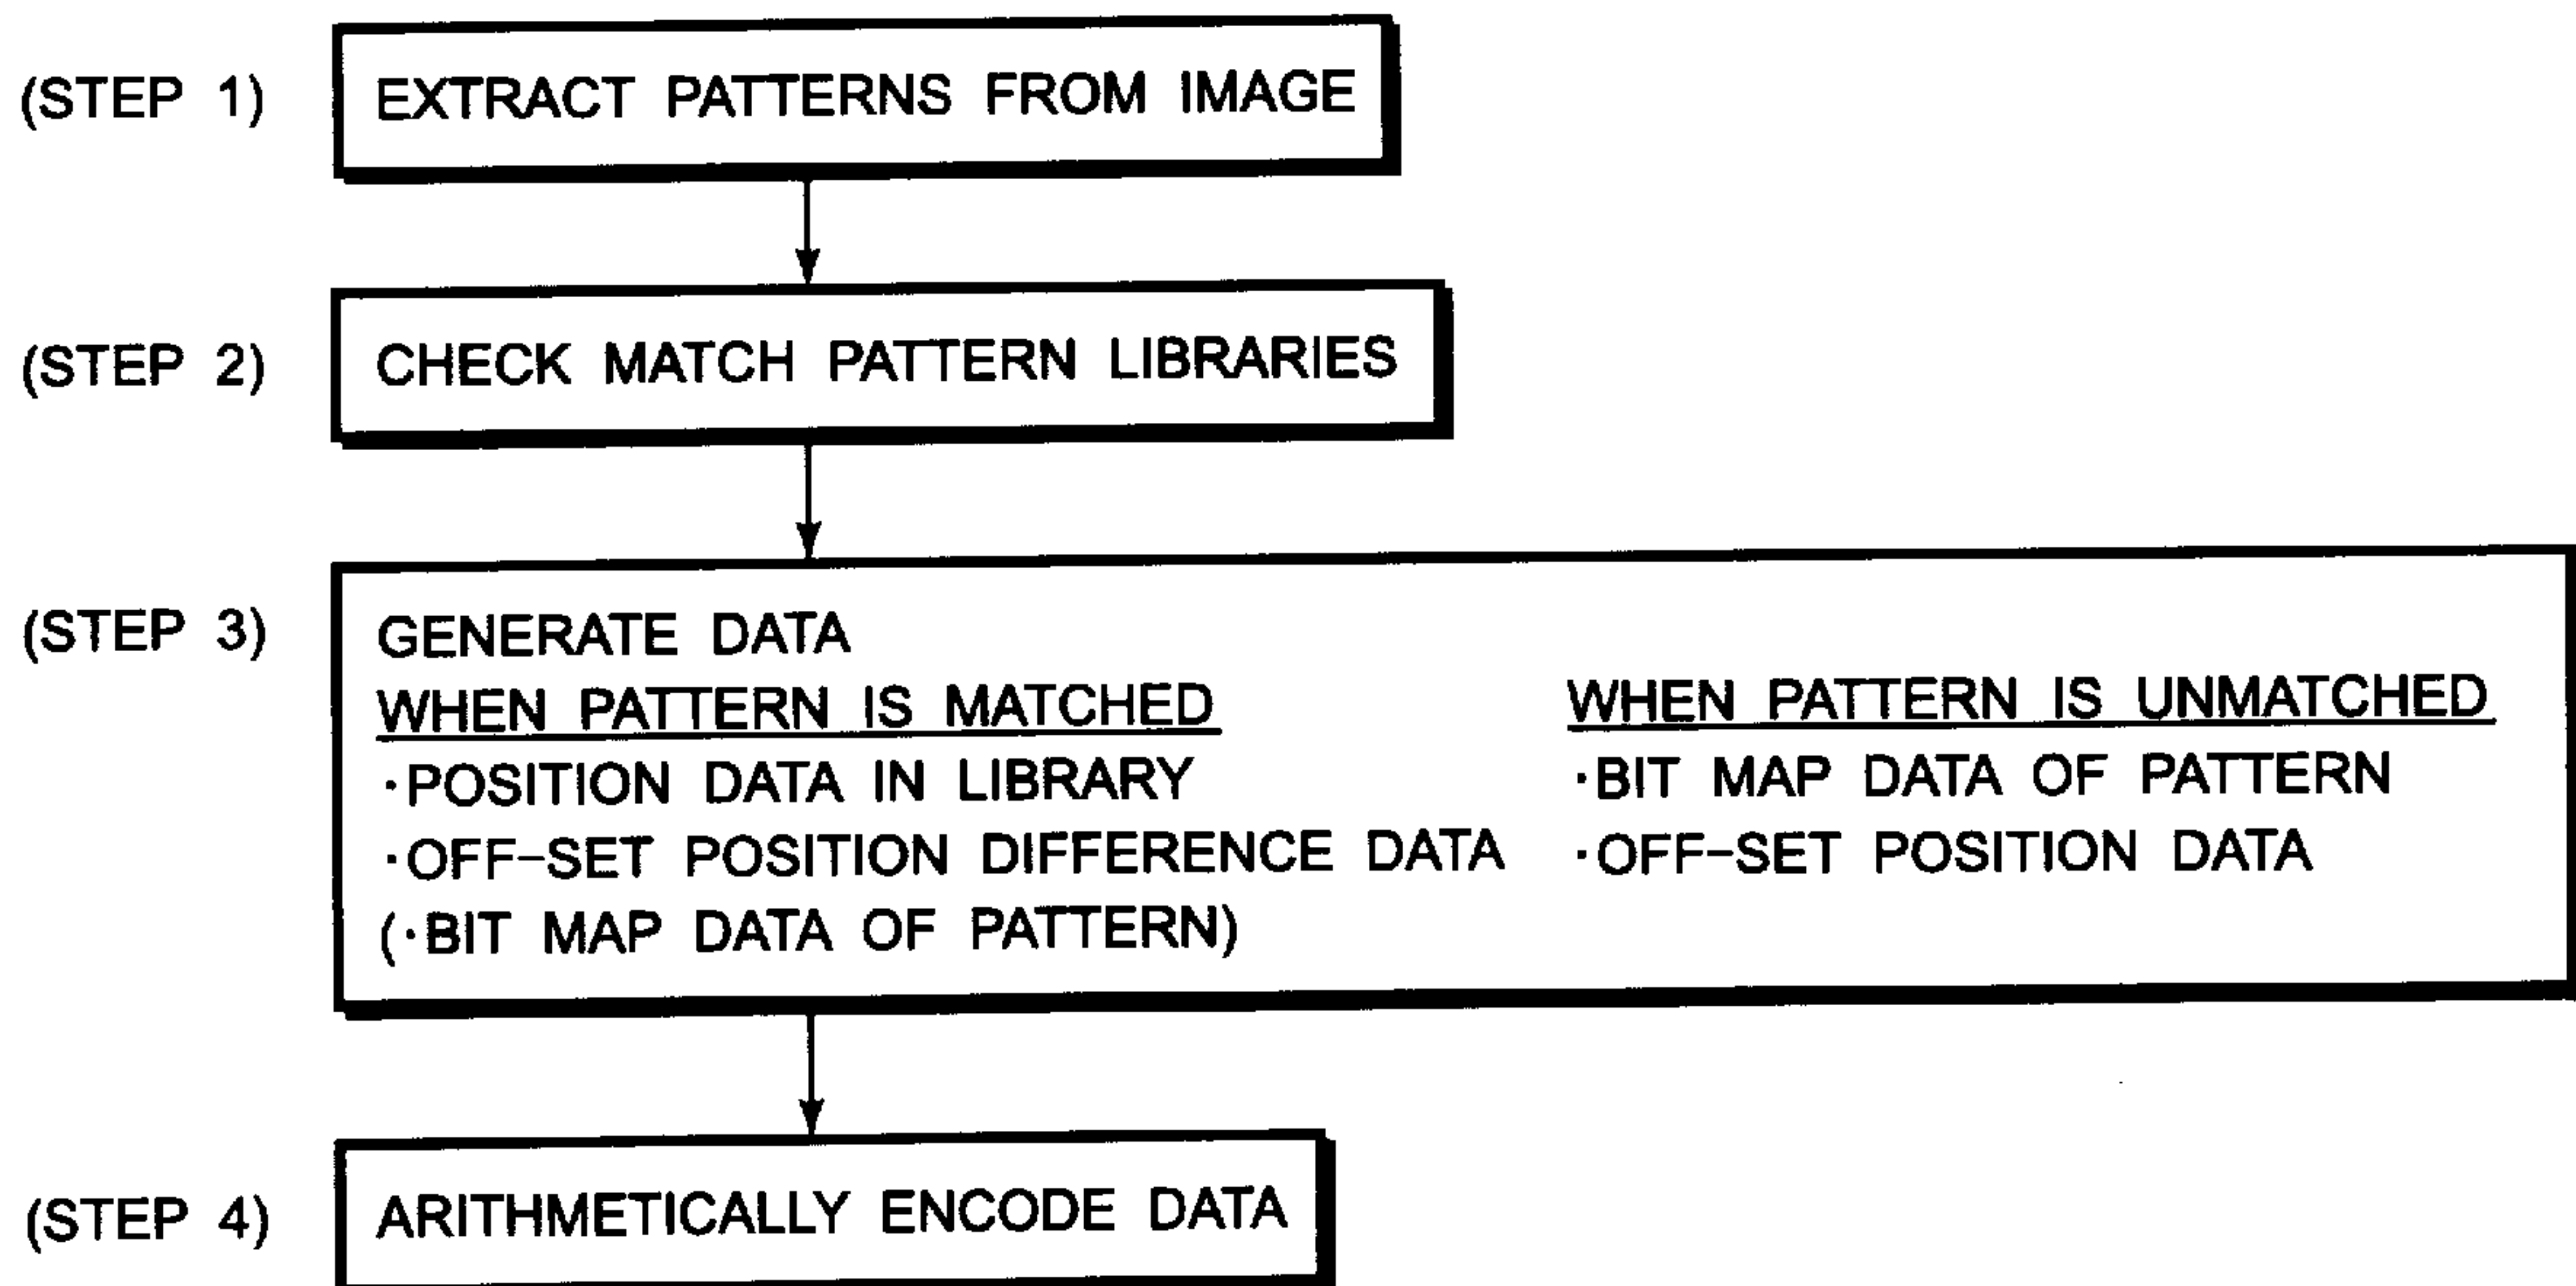 (STEP 1) EXTRACT PATTERNS FROM IMAGE
(STEP 2) CHECK MATCH PATTERN LIBRARIES
(STEP 3) GENERATE DATA
WHEN PATTERN IS MATCHED
·POSITION DATA IN LIBRARY
·OFF-SET POSITION DIFFERENCE DATA
(·BIT MAP DATA OF PATTERN)
WHEN PATTERN IS UNMATCHED
·BIT MAP DATA OF PATTERN
·OFF-SET POSITION DATA
(STEP 4) ARITHMETICALLY ENCODE DATA